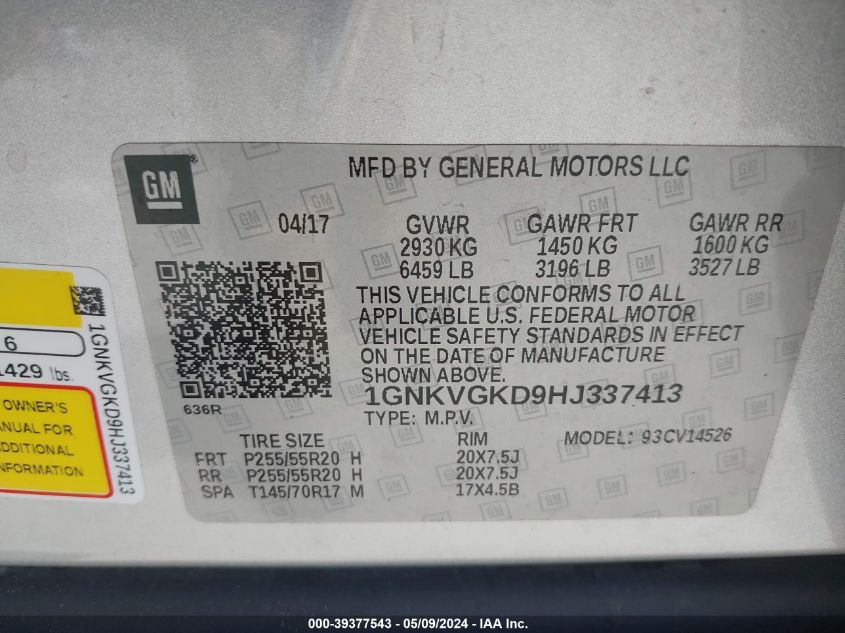 GM
MFD BY GENERAL MOTORS LLC
04/17
GVWR GAWR FRT GAWR RR
2930 KG 1450 KG 1600 KG
6459 LB 3196 LB 3527 LB
THIS VEHICLE CONFORMS TO ALL
APPLICABLE U.S. FEDERAL MOTOR
VEHICLE SAFETY STANDARDS IN EFFECT
ON THE DATE OF MANUFACTURE
SHOWN ABOVE.
636R
1GNKVGKD9HJ337413
TYPE: M.P.V.
MODEL: 93CV14526
TIRE SIZE RIM
FRT P255/55R20 H 20X7.5J
RR P255/55R20 H 20X7.5J
SPA T145/70R17 M 17X4.5B
6
1429 lbs.
OWNER'S
ANUAL FOR
ADDITIONAL
NFORMATION
1GNKVGKD9HJ337413
000-39377543 - 05/09/2024 - IAA Inc.